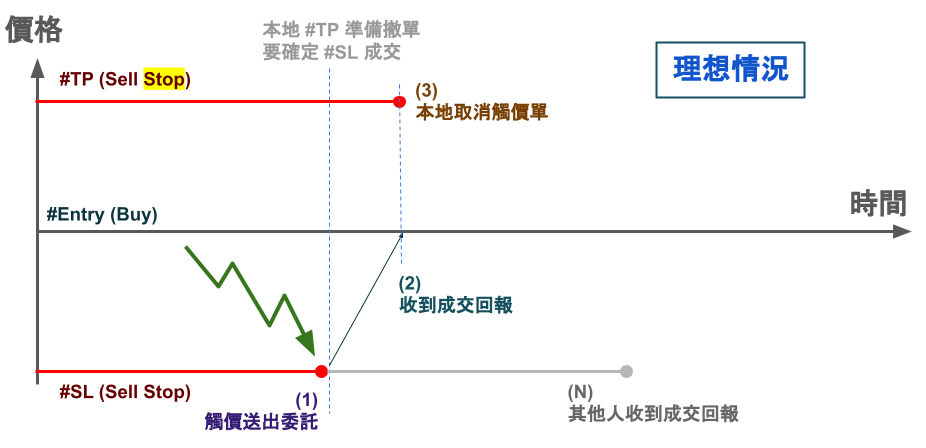 價格
本地 #TP 準備撤單
要確定 #SL 成交
理想情況
#TP (Sell Stop)
(3)
本地取消觸價單
#Entry (Buy)
時間
(2)
收到成交回報
#SL (Sell Stop)
(1)
觸價送出委託
(N)
其他人收到成交回報